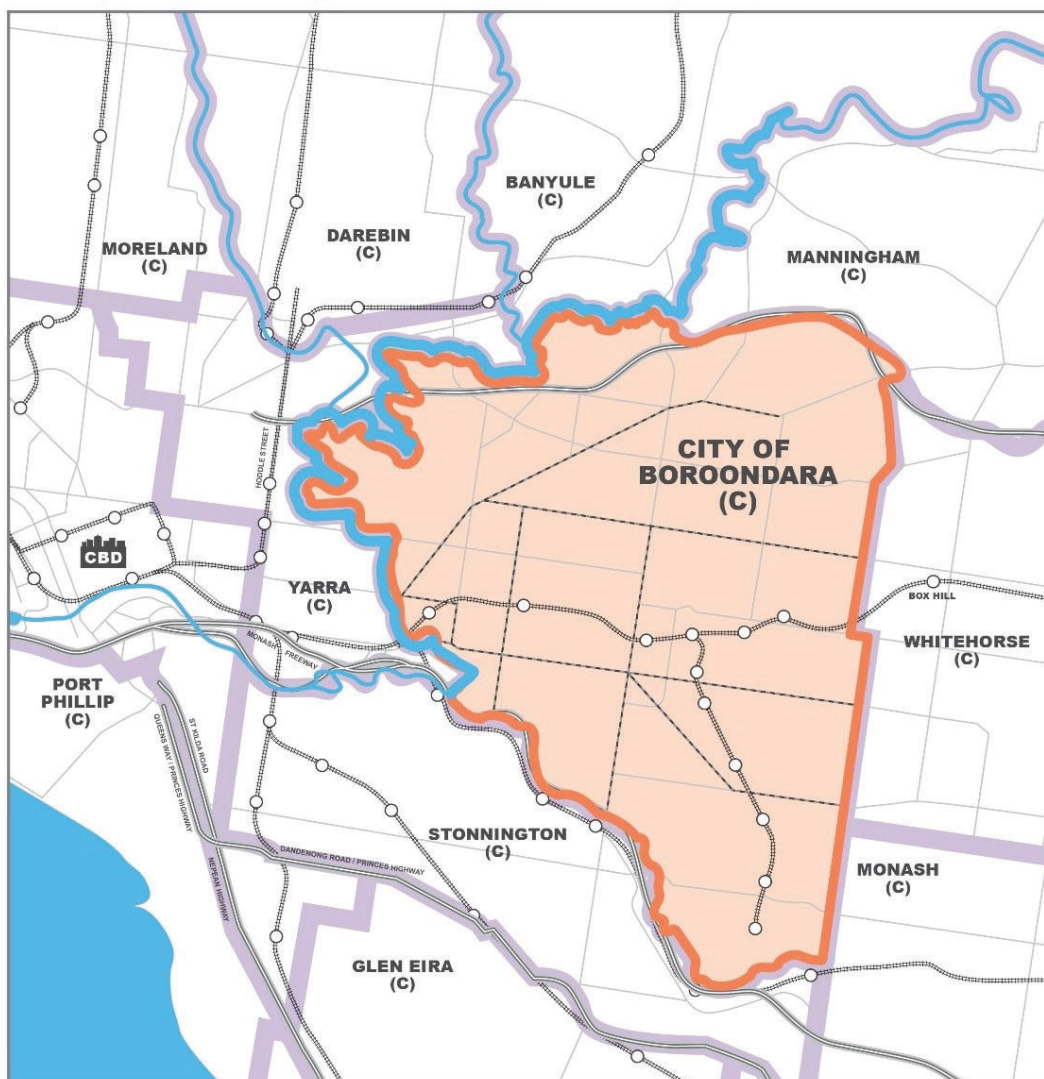 BANYULE
(C)
MORELAND
(C)
DAREBIN
(C)
MANNINGHAM
(C)
CITY OF
BOROONDARA
(C)
HODDLE STREET
CBD
YARRA
(C)
BOX HILL
WHITEHORSE
(C)
MONASH FREEWAY
PORT
PHILLIP
(C)
ST KILDA ROAD
QUEENS WAY / PRINCES HIGHWAY
NEPEAN HIGHWAY
STONNINGTON
(C)
DANDENONG ROAD / PRINCES HIGHWAY
MONASH
(C)
GLEN EIRA
(C)